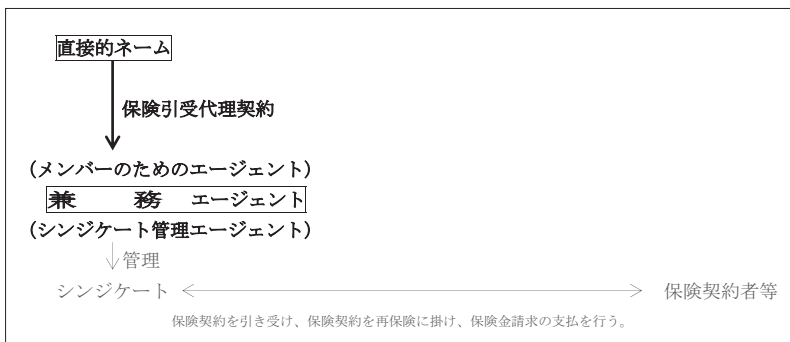 直接的ネーム
保険引受代理契約
（メンバーのためのエージェント）
兼　務　エージェント
（シンジケート管理エージェント）
管理
シンジケート
保険契約者等
保険契約を引き受け、保険契約を再保険に掛け、保険金請求の支払を行う。